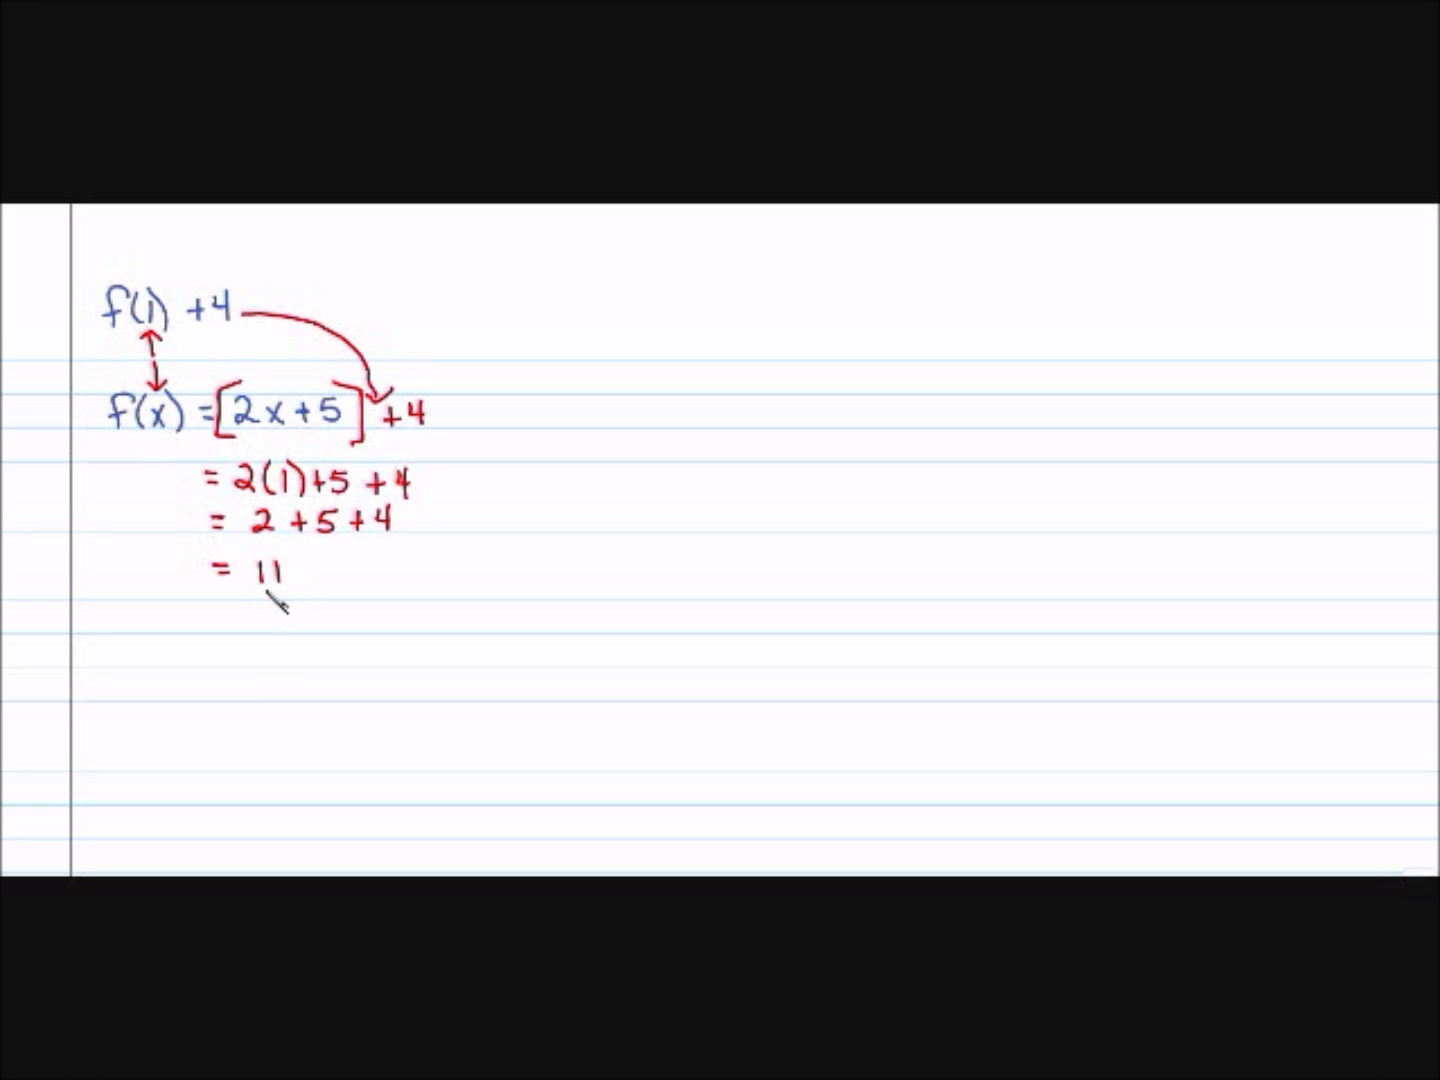 f(1) +4
f(x) = [2x+5] +4
= 2(1)+5 +4
= 2 +5+4
= 11